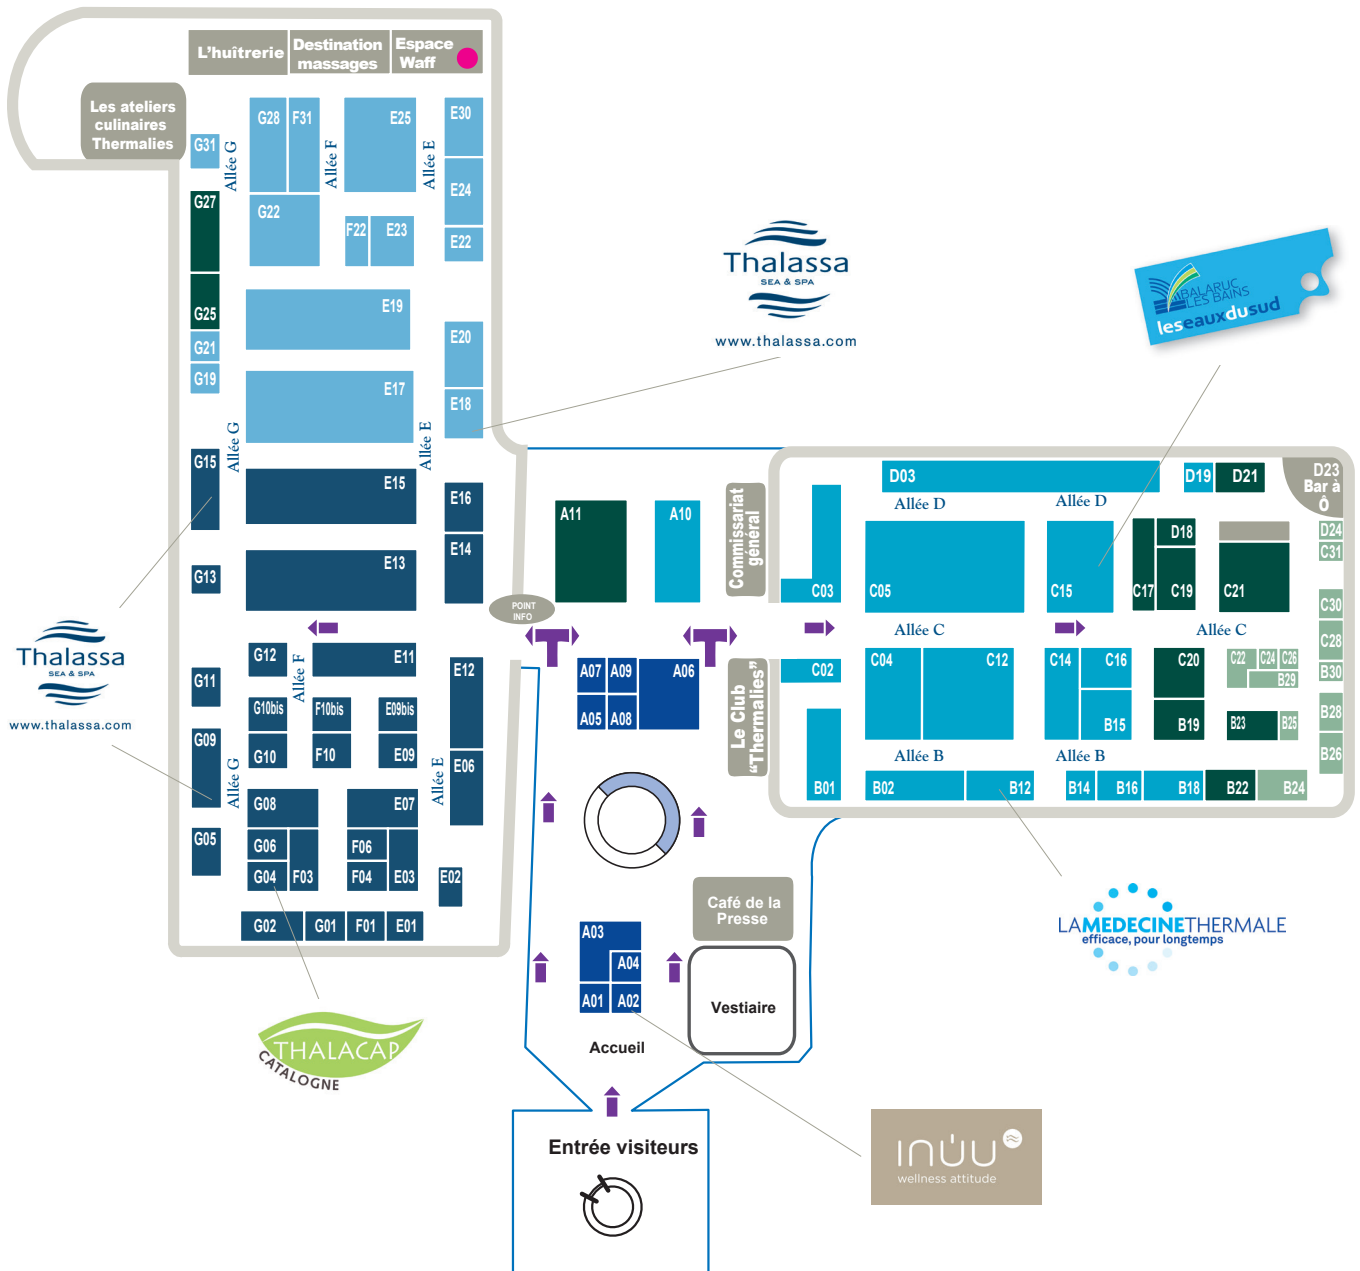 L'huîtrerie
Destination
massages
Espace
Waff
Les ateliers
culinaires
Thermalies
G31
Allée G
G28
F31
Allée F
E25
Allée E
E30
G27
G22
F22
E23
E24
E22
G25
E19
G21
E20
G19
E17
E18
Allée G
Allée E
G15
E15
E16
G13
E13
E14
G12
Allée F
E11
E12
G11
G10bis
F10bis
E09bis
G09
G10
F10
E09
Allée G
Allée E
E06
G08
E07
G05
G06
F06
G04
F03
F04
E03
E02
G02
G01
F01
E01
Thalassa
SEA & SPA
www.thalassa.com
Thalassa
SEA & SPA
www.thalassa.com
THALACAP
CATALOGNE
POINT
INFO
A11
A10
A07
A09
A06
A05
A08
A03
A04
A01
A02
Accueil
Entrée visiteurs
Café de la
Presse
Vestiaire
Commissariat
général
Le Club
"Thermalies"
BALARUC
LES BAINS
leseauxdusud
D03
D19
D21
D23
Bar à
Ô
Allée D
Allée D
D24
C31
C03
C05
C15
C17
D18
C19
C21
C30
Allée C
Allée C
C28
C02
C04
C12
C14
C16
C20
C22
C24
C26
B29
B30
B15
B19
B23
B25
B28
B26
Allée B
Allée B
B01
B02
B12
B14
B16
B18
B22
B24
LAMEDECINETHERMALE
efficace, pour longtemps
inùu
wellness attitude